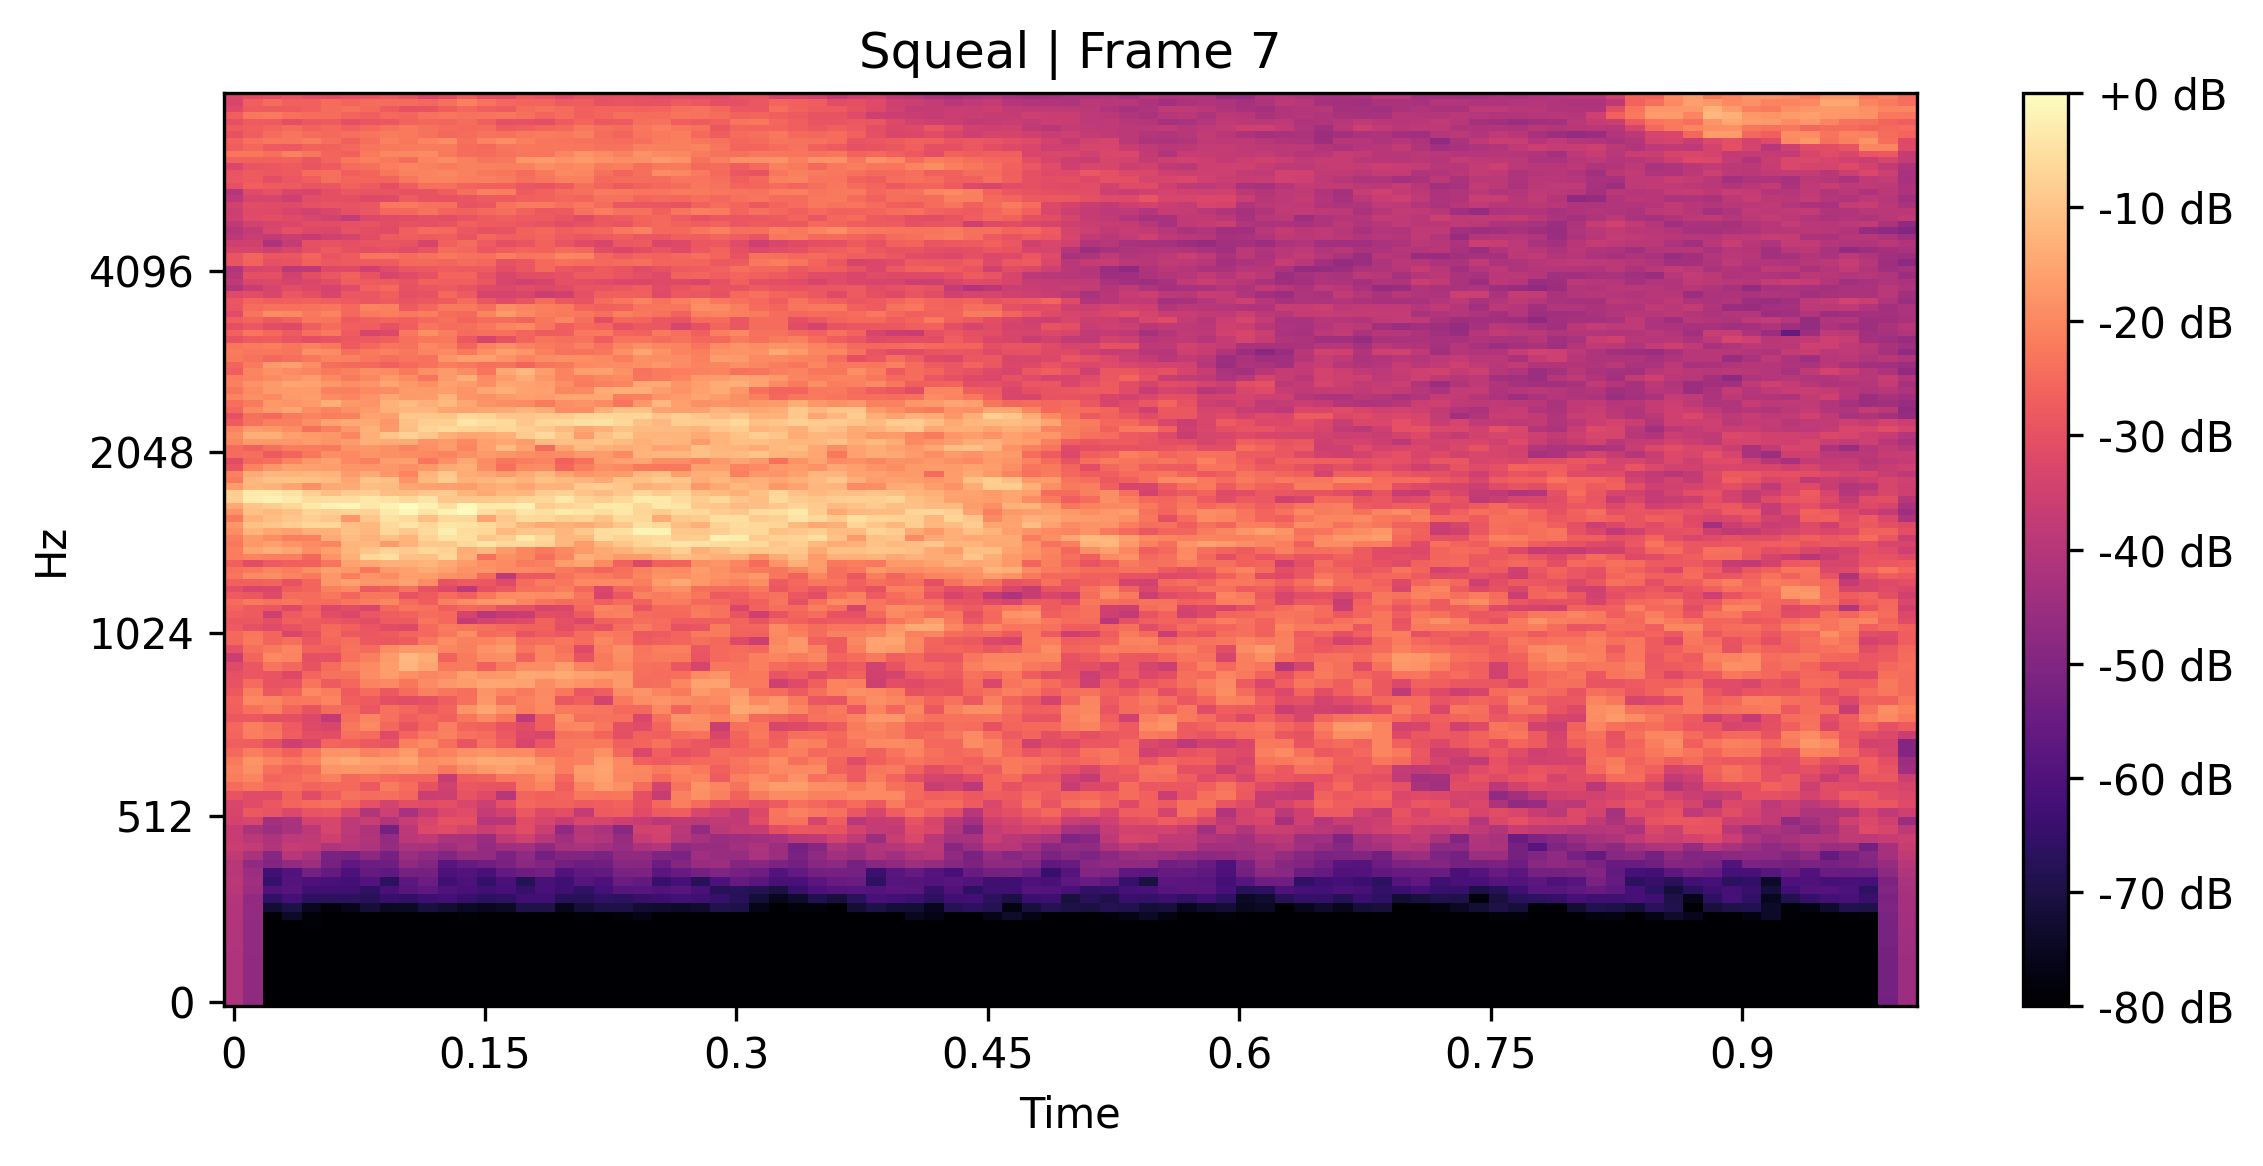 Squeal | Frame 7
Hz
4096
2048
1024
512
0
0 0.15 0.3 0.45 0.6 0.75 0.9
Time
+0 dB
-10 dB
-20 dB
-30 dB
-40 dB
-50 dB
-60 dB
-70 dB
-80 dB